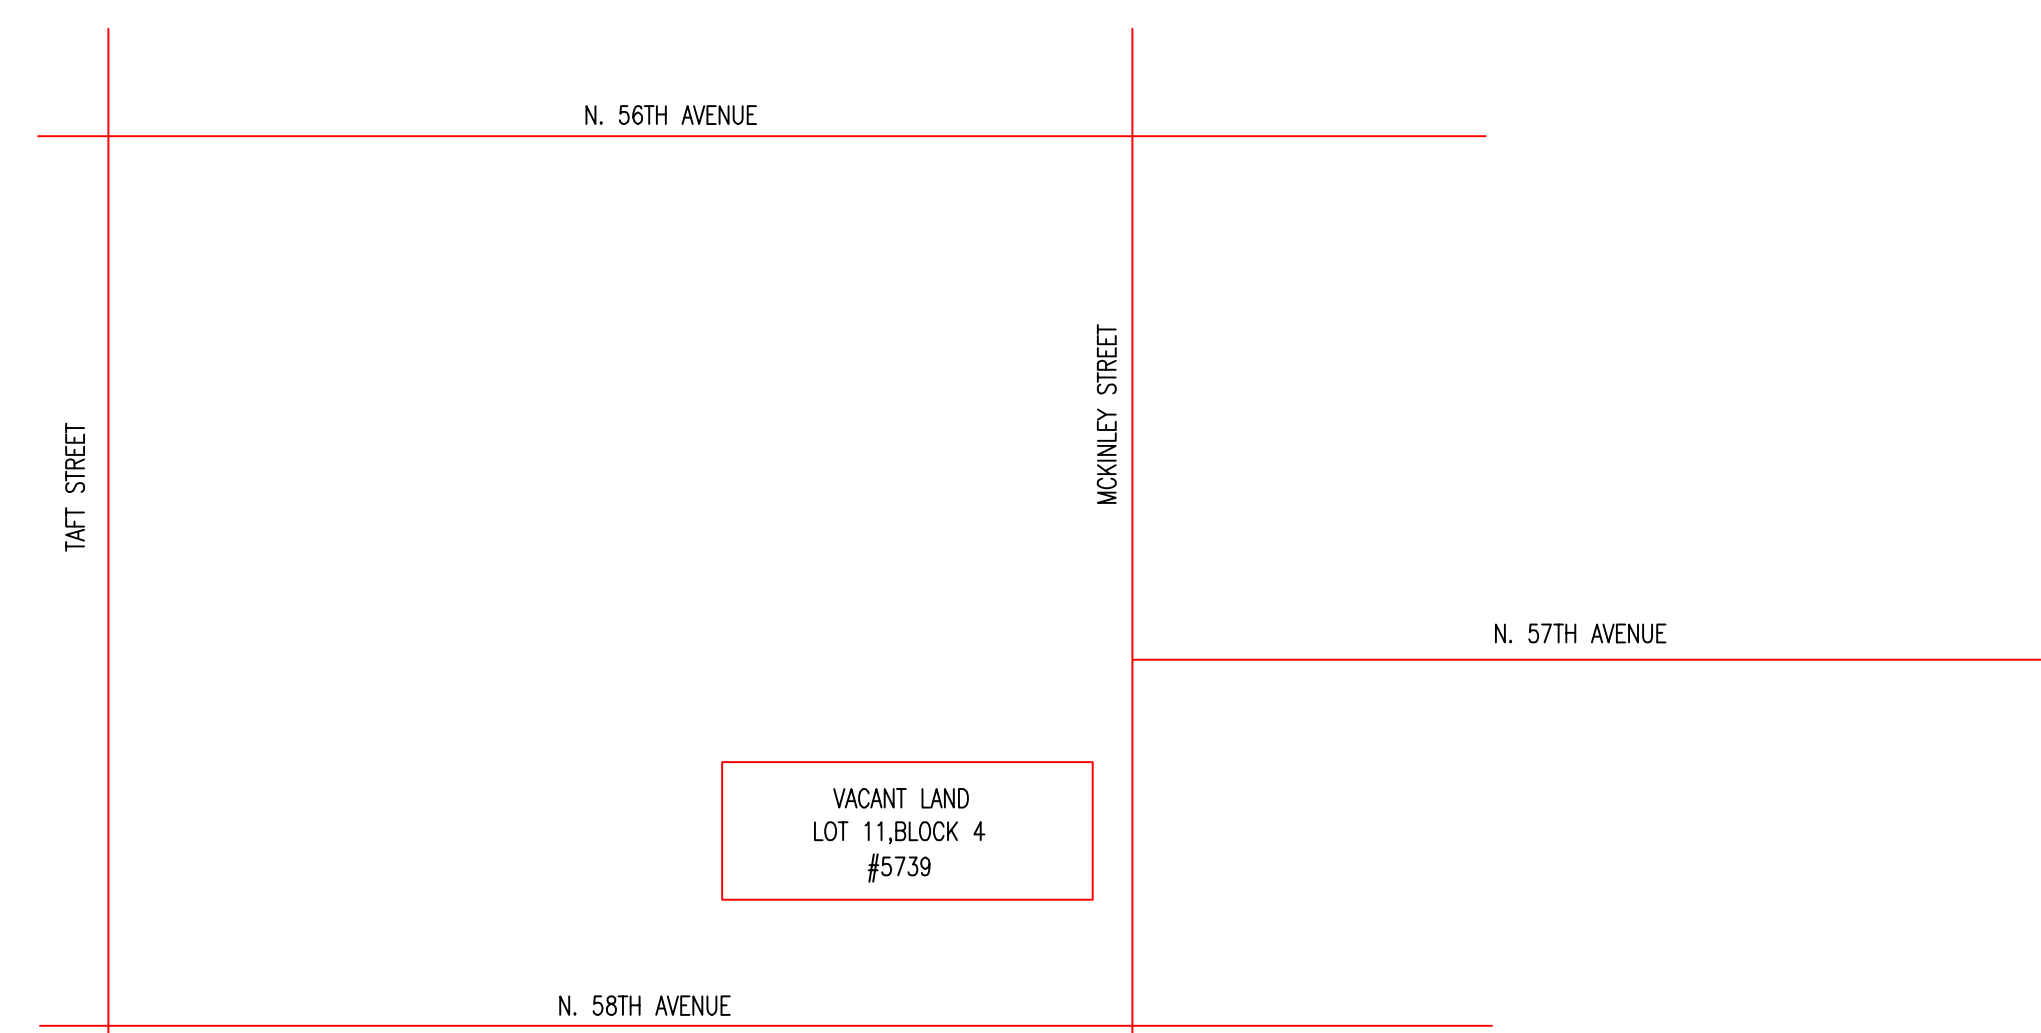 N. 56TH AVENUE
MCKINLEY STREET
TAFT STREET
N. 57TH AVENUE
VACANT LAND
LOT 11,BLOCK 4
#5739
N. 58TH AVENUE